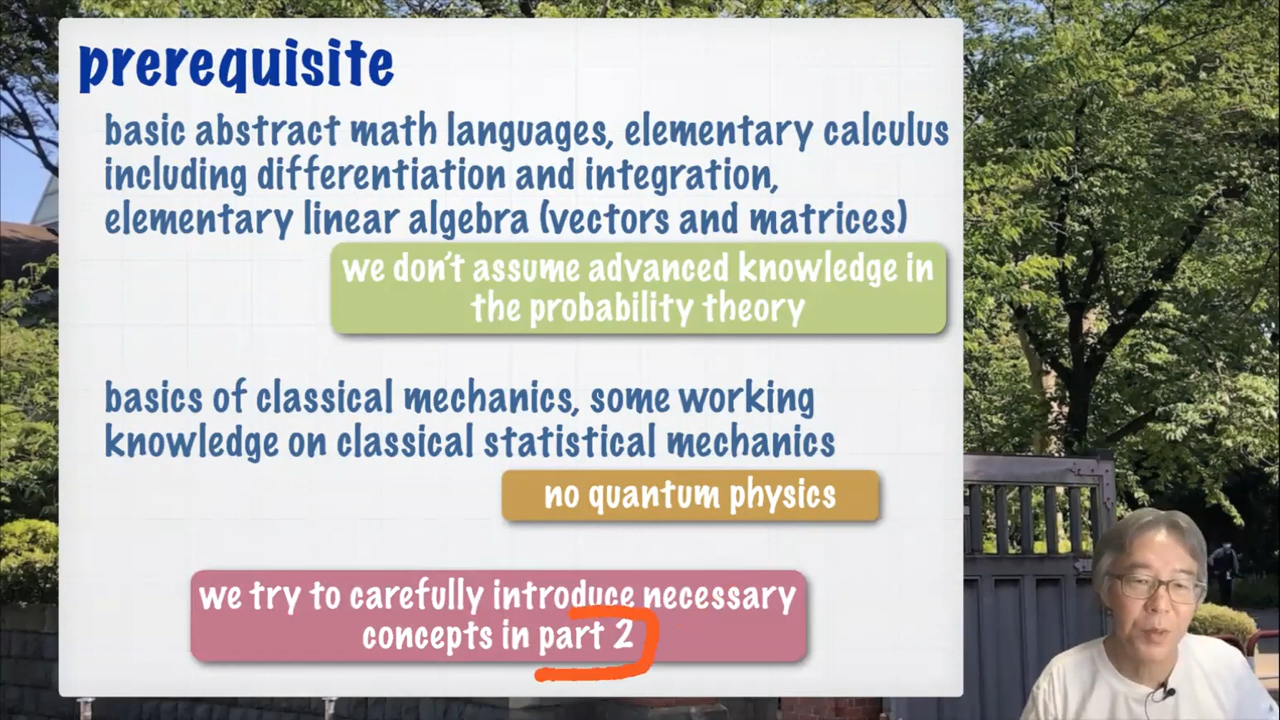 prerequisite
basic abstract math languages, elementary calculus
including differentiation and integration,
elementary linear algebra (vectors and matrices)
we don't assume advanced knowledge in
the probability theory
basics of classical mechanics, some working
knowledge on classical statistical mechanics
no quantum physics
we try to carefully introduce necessary
concepts in part 2